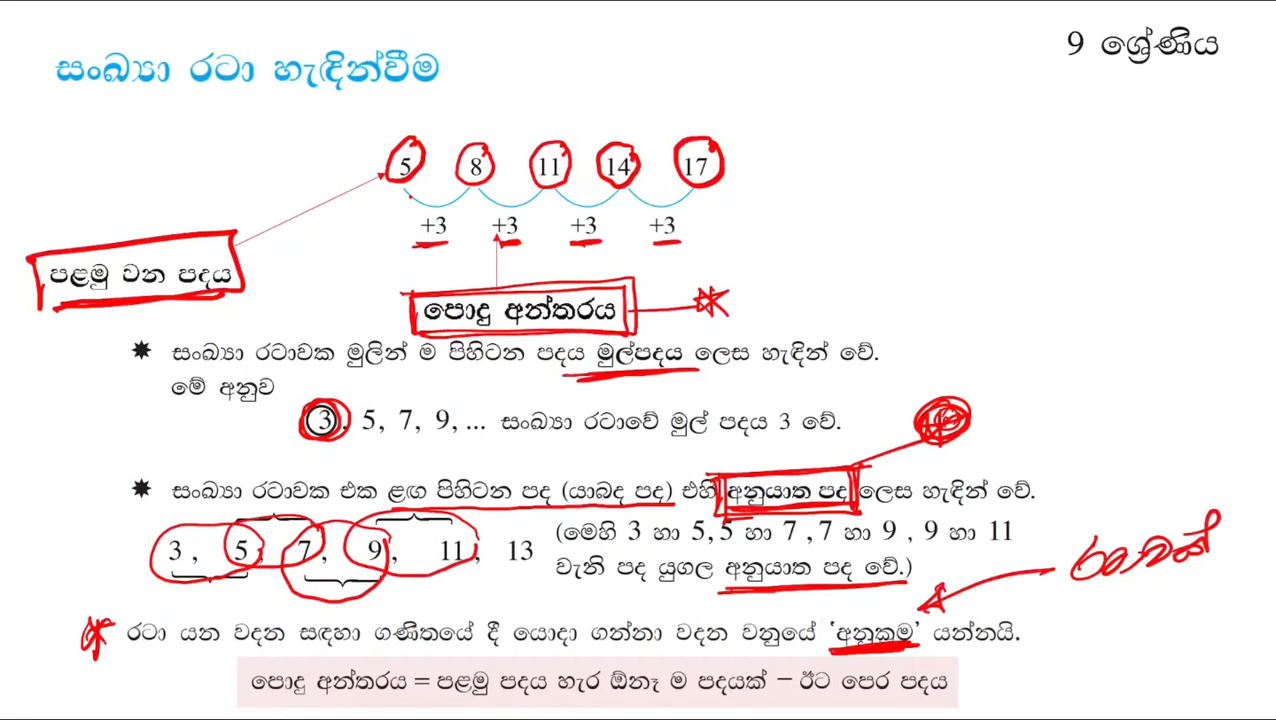 9 ශ්‍රේණිය
සංඛ්‍යා රටා හැඳින්වීම
5 8 11 14 17
+3 +3 +3 +3
පළමු වන පදය
පොදු අන්තරය
✷ සංඛ්‍යා රටාවක මුලින් ම පිහිටන පදය මුල්පදය ලෙස හැඳින් වේ.
මේ අනුව
3, 5, 7, 9, ... සංඛ්‍යා රටාවේ මුල් පදය 3 වේ.
✷ සංඛ්‍යා රටාවක එක ළඟ පිහිටන පද (යාබද පද) එහි අනුයාත පද ලෙස හැඳින් වේ.
3, 5, 7, 9, 11, 13
(මෙහි 3 හා 5, 5 හා 7 , 7 හා 9 , 9 හා 11
වැනි පද යුගල අනුයාත පද වේ.)
රටා යන වදන සඳහා ගණිතයේ දී යොදා ගන්නා වදන වනුයේ ‘අනුක්‍රම’ යන්නයි.
පොදු අන්තරය = පළමු පදය හැර ඕනෑ ම පදයක් − ඊට පෙර පදය